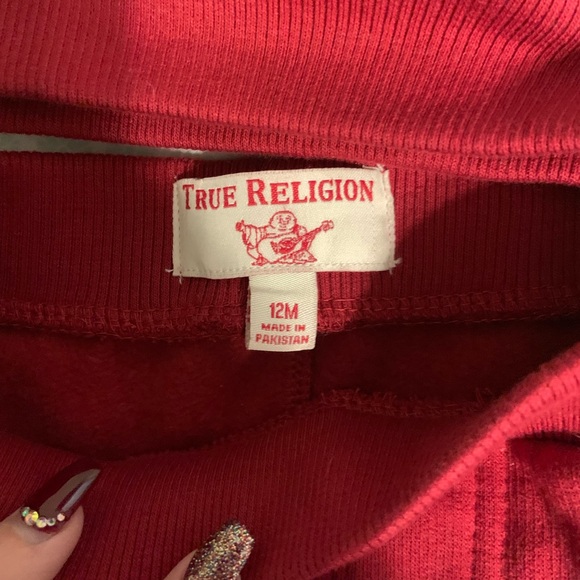 TRUE RELIGION
12M
MADE IN
PAKISTAN